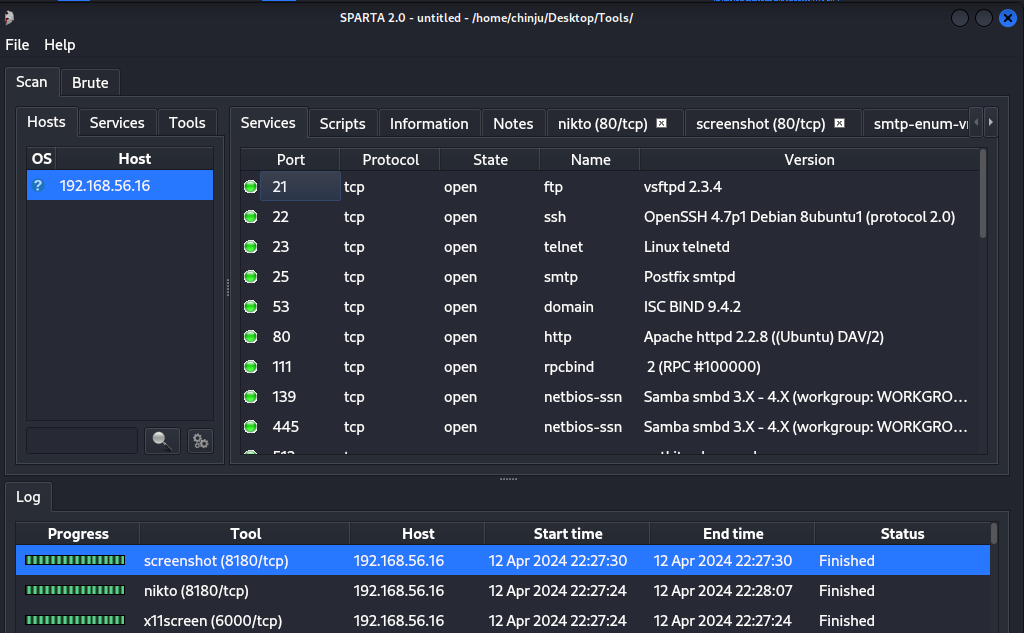 SPARTA 2.0 - untitled - /home/chinju/Desktop/Tools/
File Help
Scan Brute
Hosts Services Tools
OS Host
? 192.168.56.16
Services Scripts Information Notes nikto (80/tcp) screenshot (80/tcp) smtp-enum-vr
Port Protocol State Name Version
21 tcp open ftp vsftpd 2.3.4
22 tcp open ssh OpenSSH 4.7p1 Debian 8ubuntu1 (protocol 2.0)
23 tcp open telnet Linux telnetd
25 tcp open smtp Postfix smtpd
53 tcp open domain ISC BIND 9.4.2
80 tcp open http Apache httpd 2.2.8 ((Ubuntu) DAV/2)
111 tcp open rpcbind 2 (RPC #100000)
139 tcp open netbios-ssn Samba smbd 3.X - 4.X (workgroup: WORKGRO...
445 tcp open netbios-ssn Samba smbd 3.X - 4.X (workgroup: WORKGRO...
Log
Progress Tool Host Start time End time Status
screenshot (8180/tcp) 192.168.56.16 12 Apr 2024 22:27:30 12 Apr 2024 22:27:30 Finished
nikto (8180/tcp) 192.168.56.16 12 Apr 2024 22:27:24 12 Apr 2024 22:28:07 Finished
x11screen (6000/tcp) 192.168.56.16 12 Apr 2024 22:27:24 12 Apr 2024 22:27:24 Finished